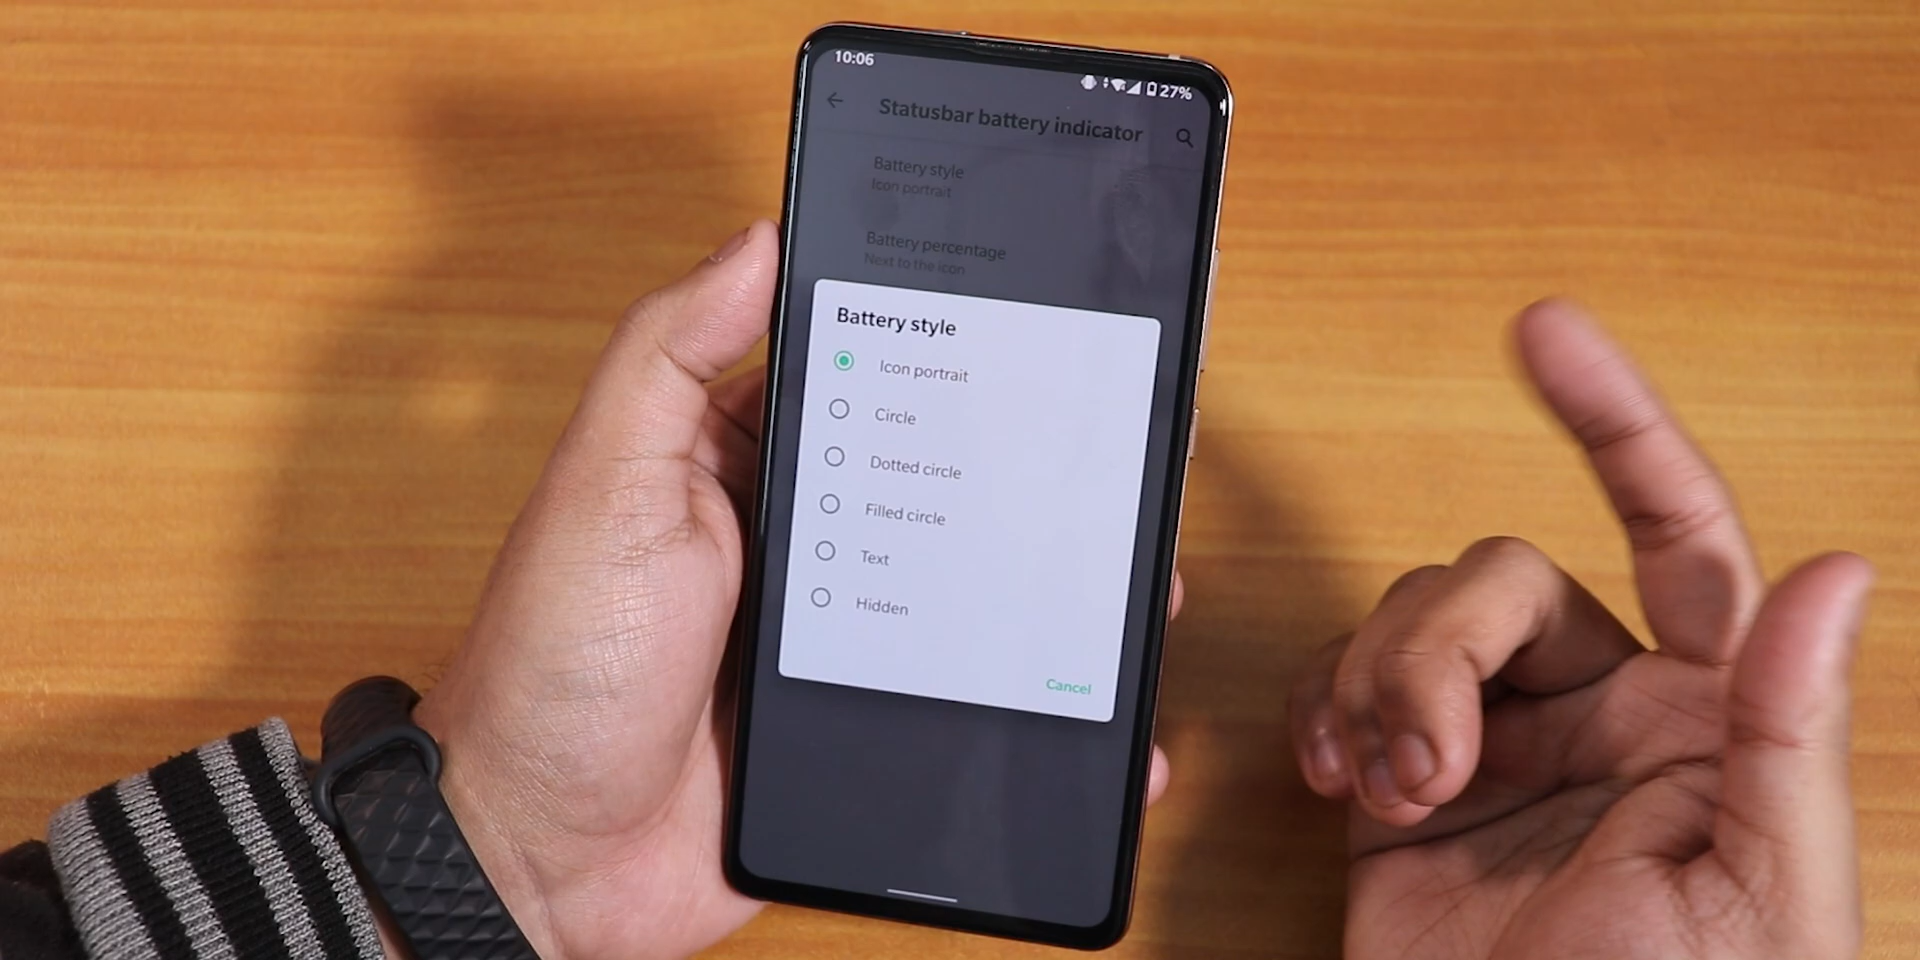 10:06
27%
Statusbar battery indicator
Battery style
Icon portrait
Battery percentage
Next to the icon
Battery style
Icon portrait
Circle
Dotted circle
Filled circle
Text
Hidden
Cancel